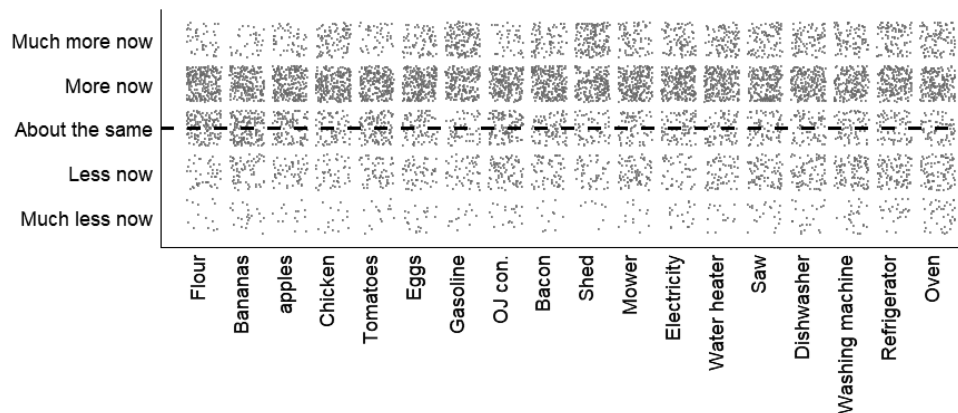 Much more now
More now
About the same
Less now
Much less now
Flour
Bananas
apples
Chicken
Tomatoes
Eggs
Gasoline
OJ con.
Bacon
Shed
Mower
Electricity
Water heater
Saw
Dishwasher
Washing machine
Refrigerator
Oven